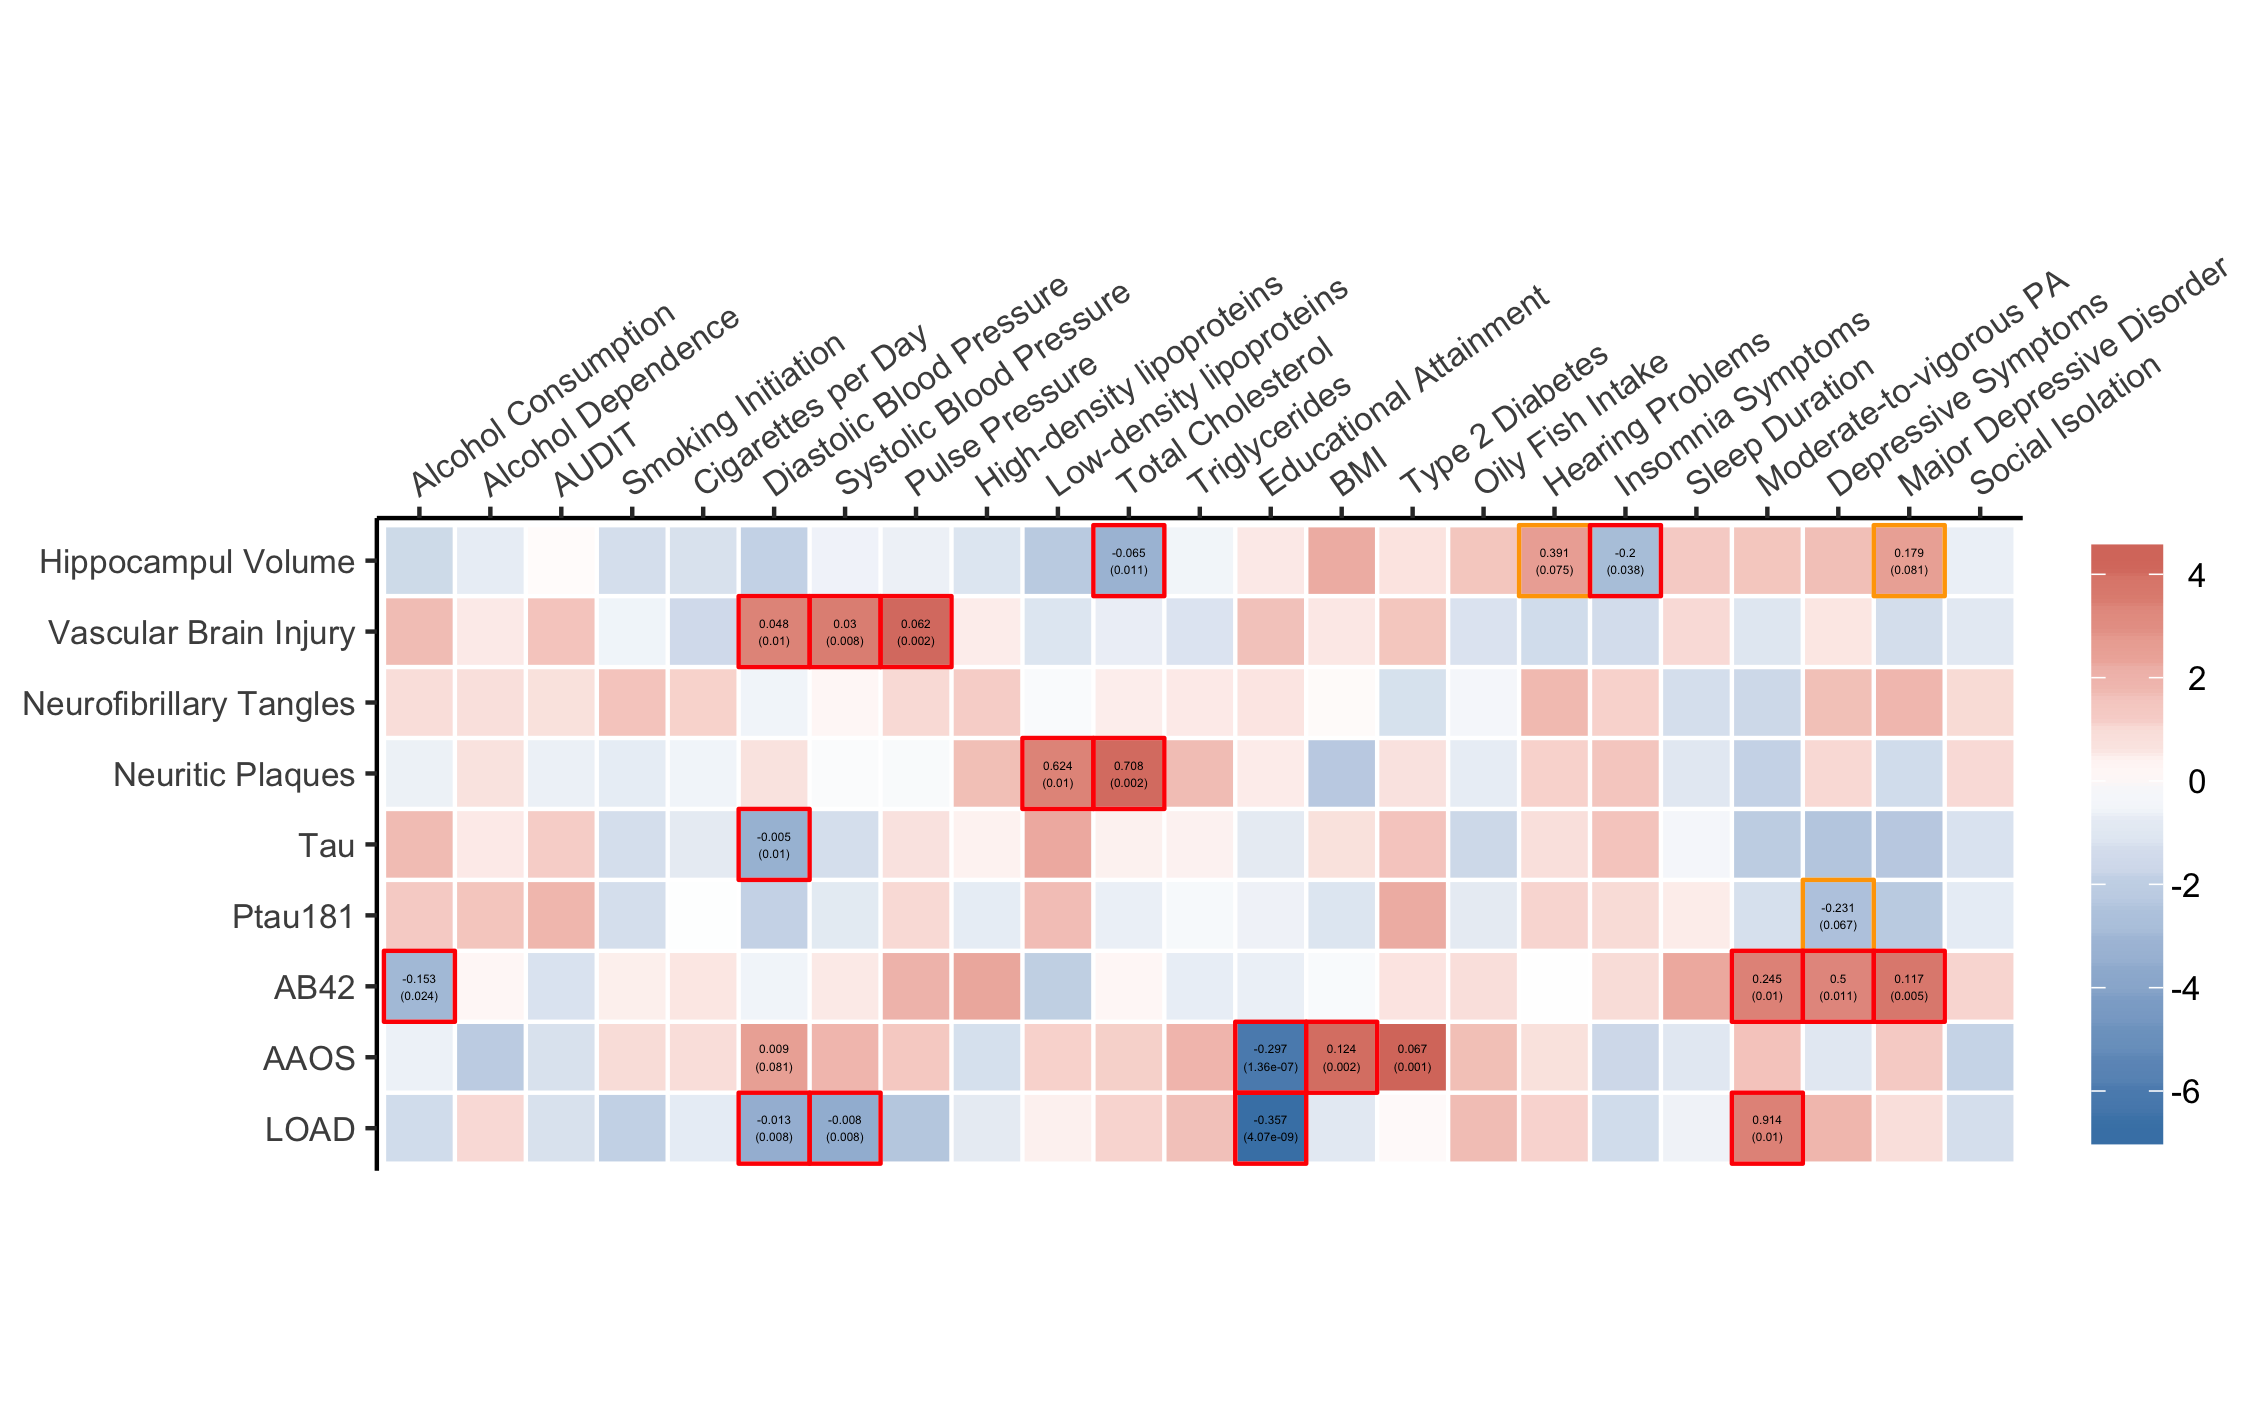 Alcohol Consumption
Alcohol Dependence
AUDIT
Smoking Initiation
Cigarettes per Day
Diastolic Blood Pressure
Systolic Blood Pressure
Pulse Pressure
High-density lipoproteins
Low-density lipoproteins
Total Cholesterol
Triglycerides
Educational Attainment
BMI
Type 2 Diabetes
Oily Fish Intake
Hearing Problems
Insomnia Symptoms
Sleep Duration
Moderate-to-vigorous PA
Depressive Symptoms
Major Depressive Disorder
Social Isolation
Hippocampul Volume
-0.065
(0.011)
0.391
(0.075)
-0.2
(0.038)
0.179
(0.081)
Vascular Brain Injury
0.048
(0.01)
0.03
(0.008)
0.062
(0.002)
Neurofibrillary Tangles
Neuritic Plaques
0.624
(0.01)
0.708
(0.002)
Tau
-0.005
(0.01)
Ptau181
-0.231
(0.067)
AB42
-0.153
(0.024)
0.245
(0.01)
0.5
(0.011)
0.117
(0.005)
AAOS
0.009
(0.081)
-0.297
(1.36e-07)
0.124
(0.002)
0.067
(0.001)
LOAD
-0.013
(0.008)
-0.008
(0.008)
-0.357
(4.07e-09)
0.914
(0.01)
4
2
0
-2
-4
-6